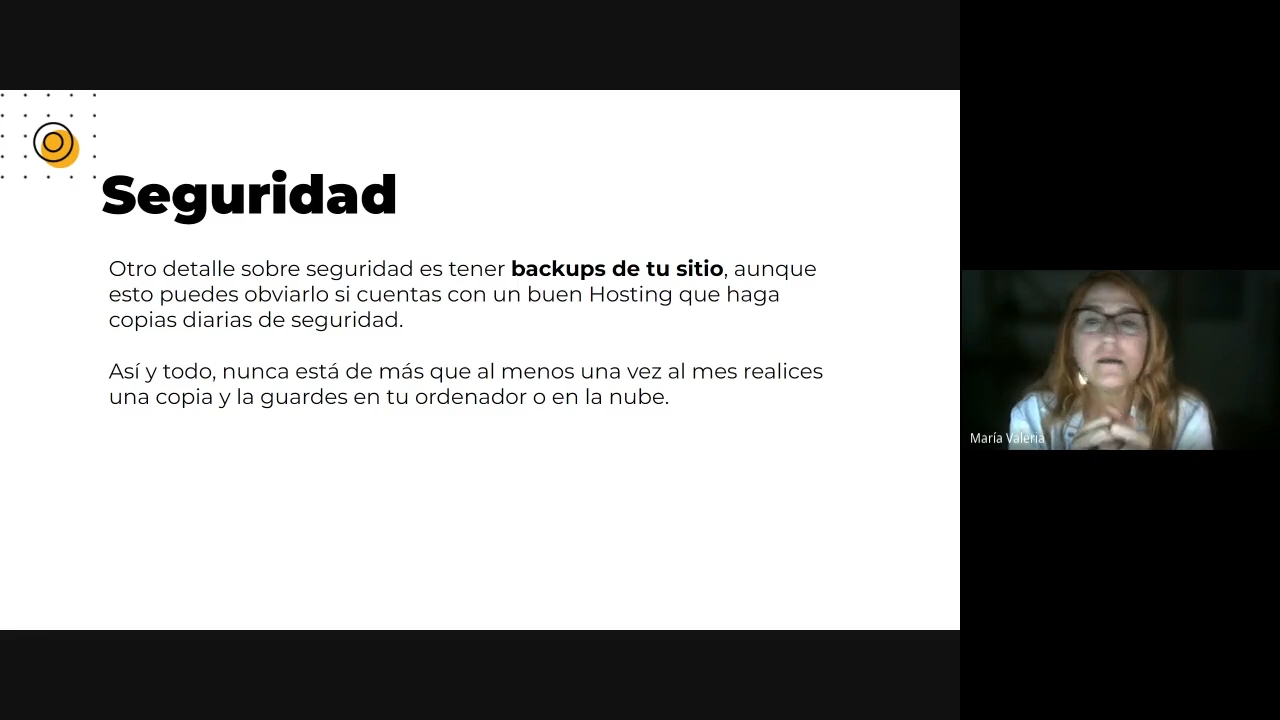 Seguridad
Otro detalle sobre seguridad es tener backups de tu sitio, aunque
esto puedes obviarlo si cuentas con un buen Hosting que haga
copias diarias de seguridad.
Así y todo, nunca está de más que al menos una vez al mes realices
una copia y la guardes en tu ordenador o en la nube.
María Valeria